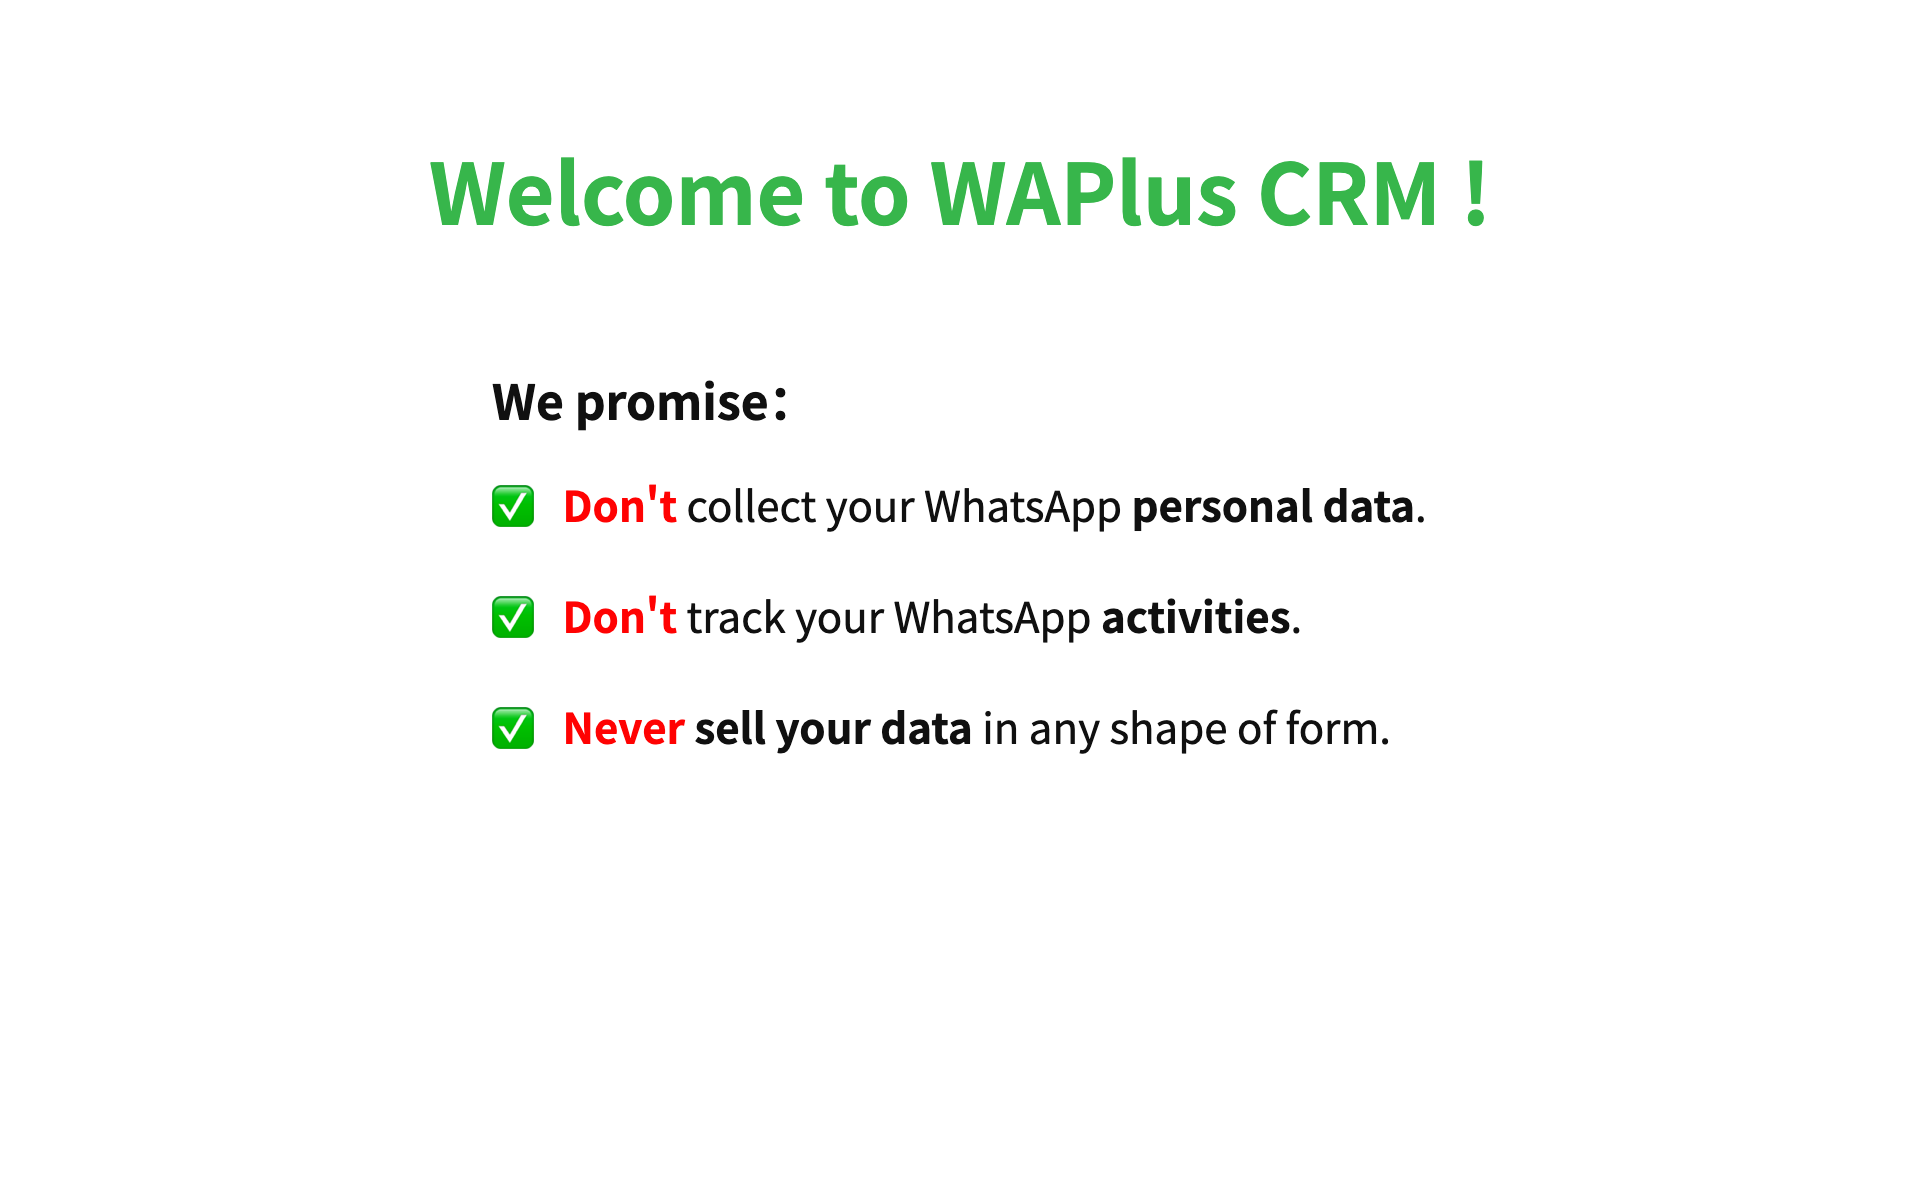 Welcome to WAPlus CRM !
We promise:
✅ Don't collect your WhatsApp personal data.
✅ Don't track your WhatsApp activities.
✅ Never sell your data in any shape of form.